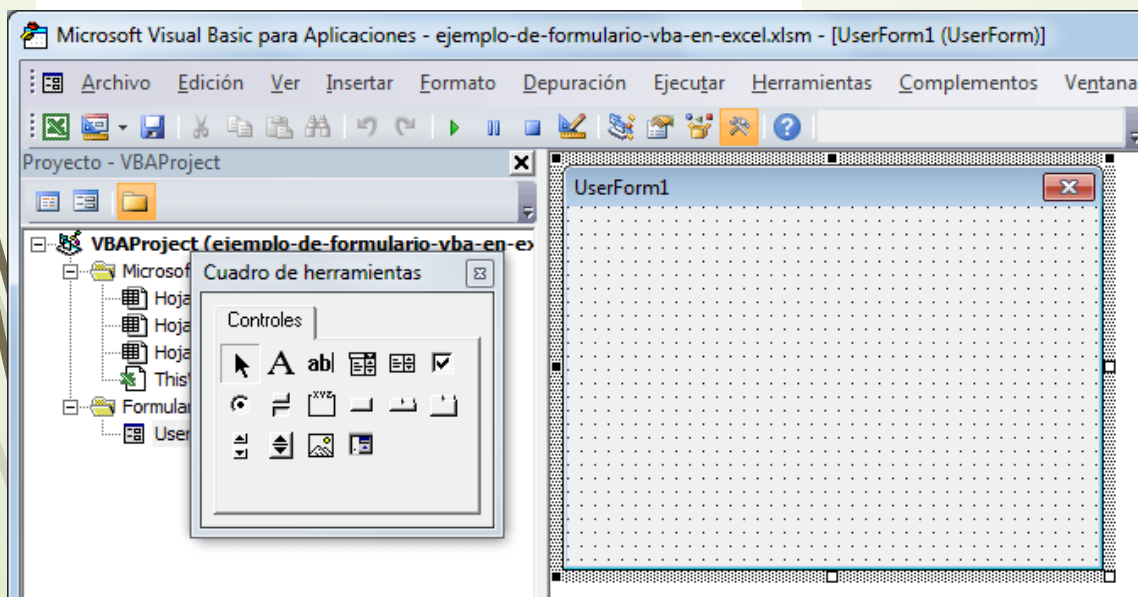 Microsoft Visual Basic para Aplicaciones - ejemplo-de-formulario-vba-en-excel.xlsm - [UserForm1 (UserForm)]
Archivo Edición Ver Insertar Formato Depuración Ejecutar Herramientas Complementos Ventana
Proyecto - VBAProject
UserForm1
VBAProject (ejemplo-de-formulario-vba-en-ex
Microsof
Cuadro de herramientas
Hoja
Hoja
Hoja
This
Formular
User
Controles
A ab|
XYZ